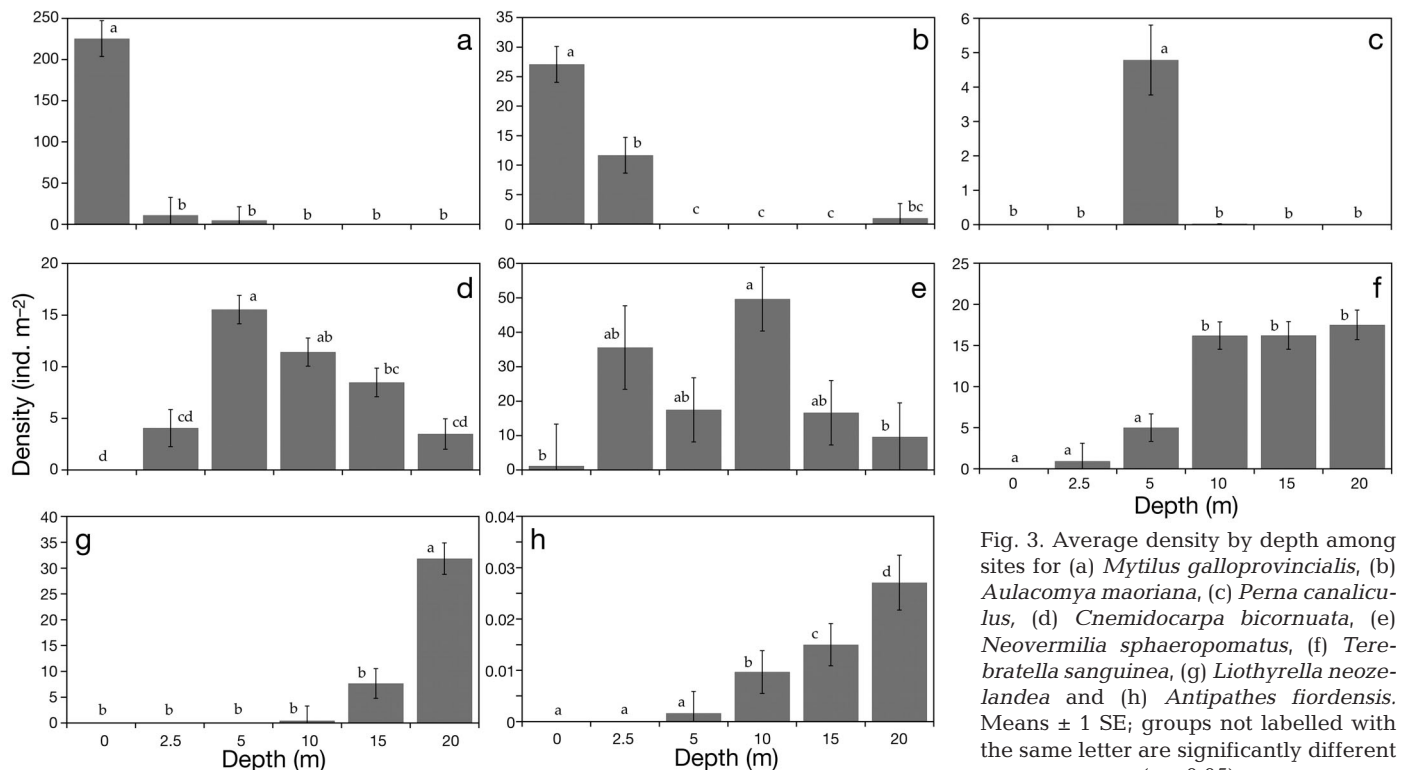 250
200
150
250
100
50
0
a
b
b
b
b
b
a
35
30
25
20
15
10
5
0
a
b
c
c
c
bc
b
6
5
4
3
2
1
0
b
b
a
b
b
b
c
Density (ind. m–2)
20
15
10
5
0
d
cd
a
ab
bc
cd
d
60
50
40
30
20
10
0
b
ab
ab
a
ab
b
e
25
20
15
10
5
0
a
a
a
b
b
b
f
0 2.5 5 10 15 20
Depth (m)
40
35
30
25
20
15
10
5
0
b
b
b
b
b
a
g
0 2.5 5 10 15 20
Depth (m)
0.04
0.03
0.02
0.01
0
a
a
a
b
c
d
h
0 2.5 5 10 15 20
Depth (m)
Fig. 3. Average density by depth among
sites for (a) Mytilus galloprovincialis, (b)
Aulacomya maoriana, (c) Perna canalicu-
lus, (d) Cnemidocarpa bicornuata, (e)
Neovermilia sphaeropomatus, (f) Tere-
bratella sanguinea, (g) Liothyrella neoze-
landea and (h) Antipathes fiordensis.
Means ± 1 SE; groups not labelled with
the same letter are significantly different